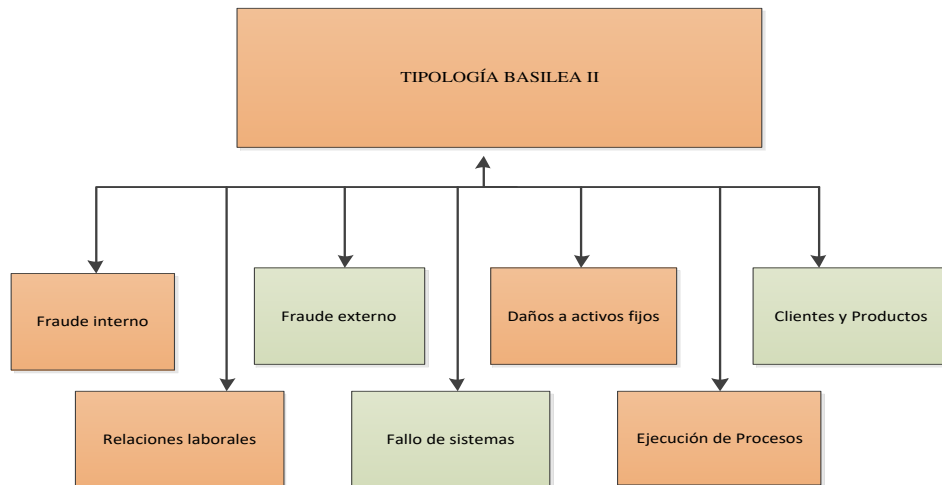 TIPOLOGÍA BASILEA II
Fraude interno
Fraude externo
Daños a activos fijos
Clientes y Productos
Relaciones laborales
Fallo de sistemas
Ejecución de Procesos